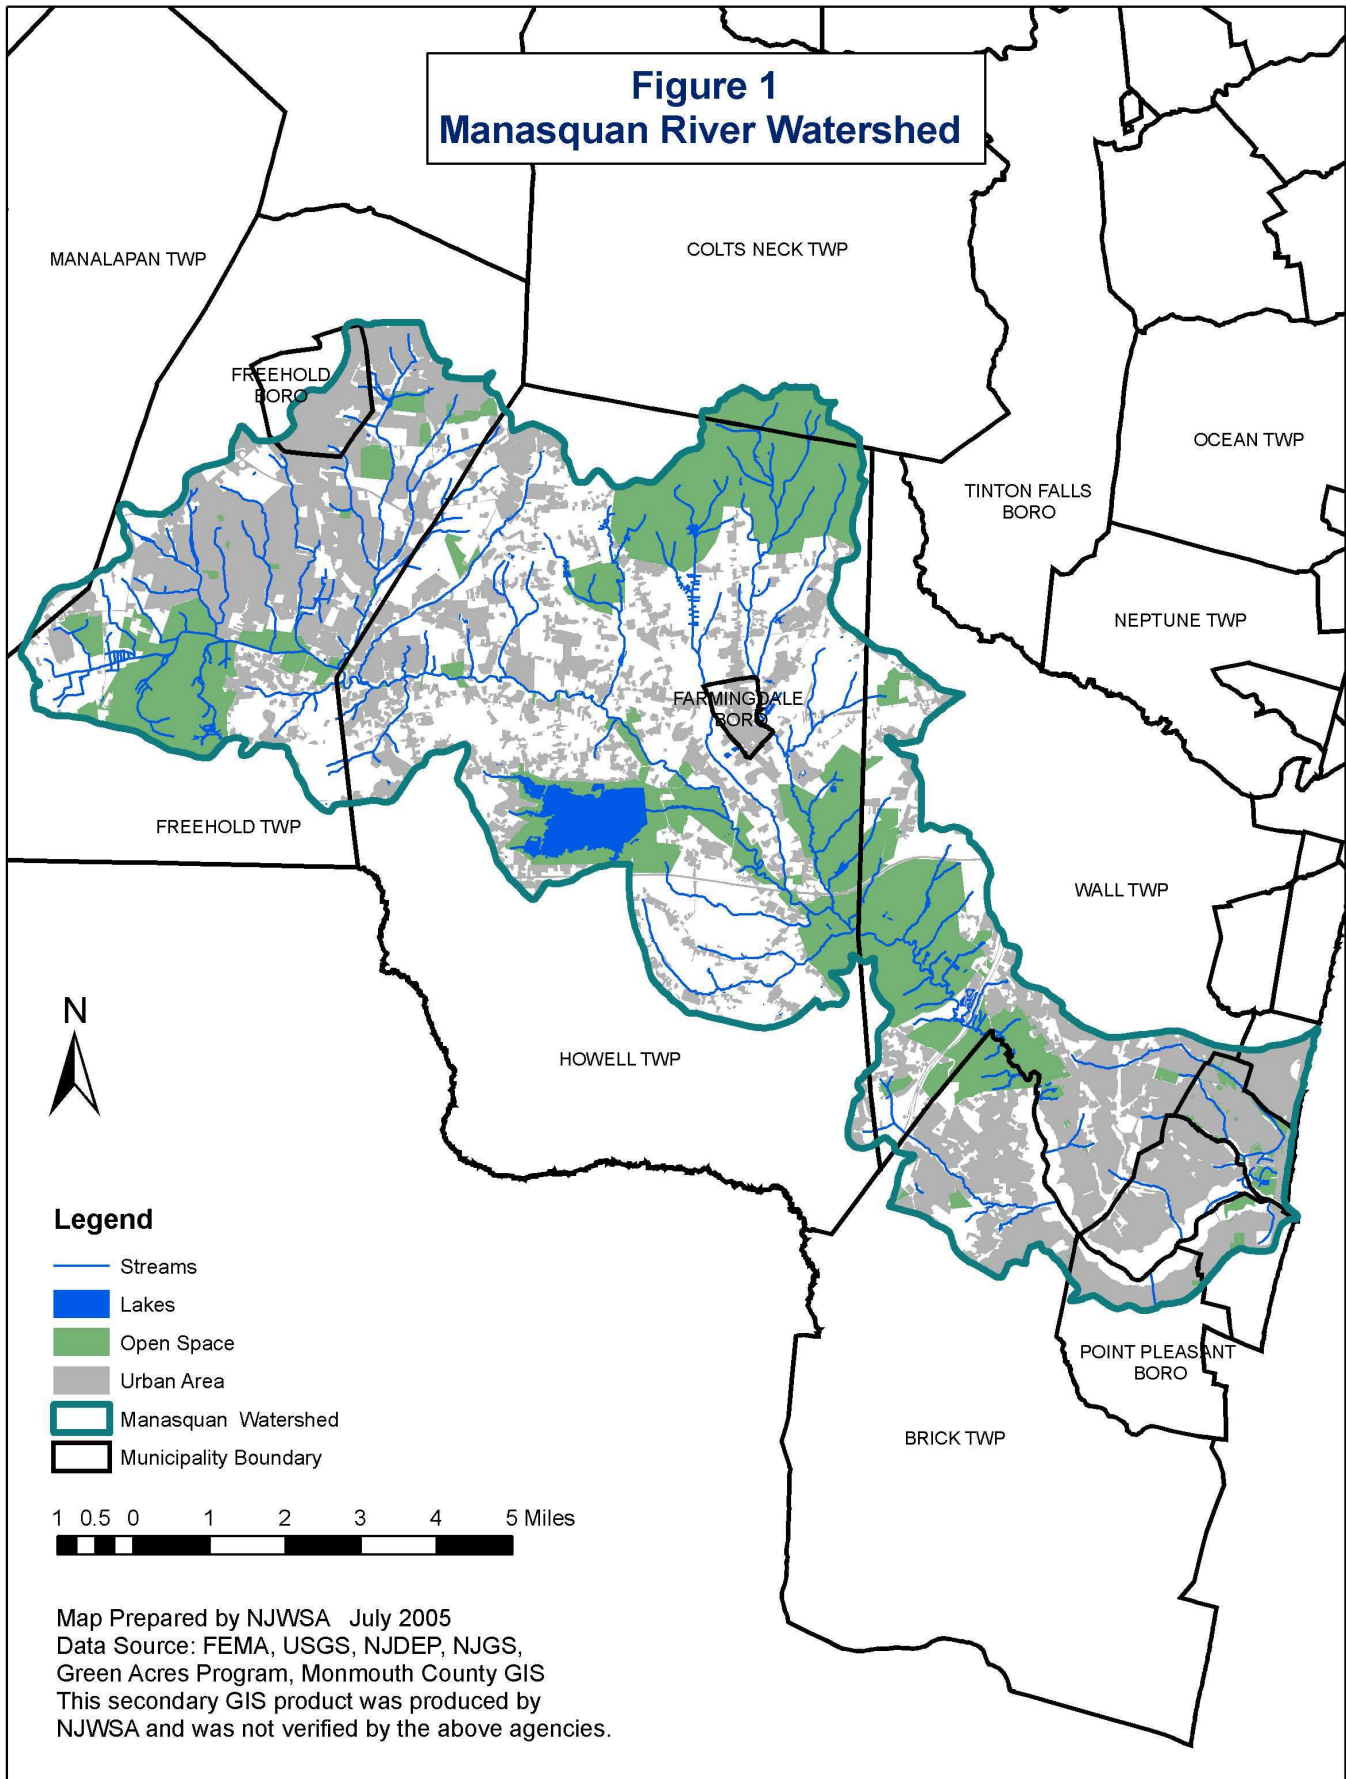 Figure 1
Manasquan River Watershed
MANALAPAN TWP
COLTS NECK TWP
FREEHOLD
BORO
OCEAN TWP
TINTON FALLS
BORO
NEPTUNE TWP
FARMINGDALE
BORO
FREEHOLD TWP
WALL TWP
N
HOWELL TWP
Legend
Streams
Lakes
Open Space
Urban Area
Manasquan Watershed
Municipality Boundary
POINT PLEASANT
BORO
BRICK TWP
1 0.5 0 1 2 3 4 5 Miles
Map Prepared by NJWSA July 2005
Data Source: FEMA, USGS, NJDEP, NJGS,
Green Acres Program, Monmouth County GIS
This secondary GIS product was produced by
NJWSA and was not verified by the above agencies.